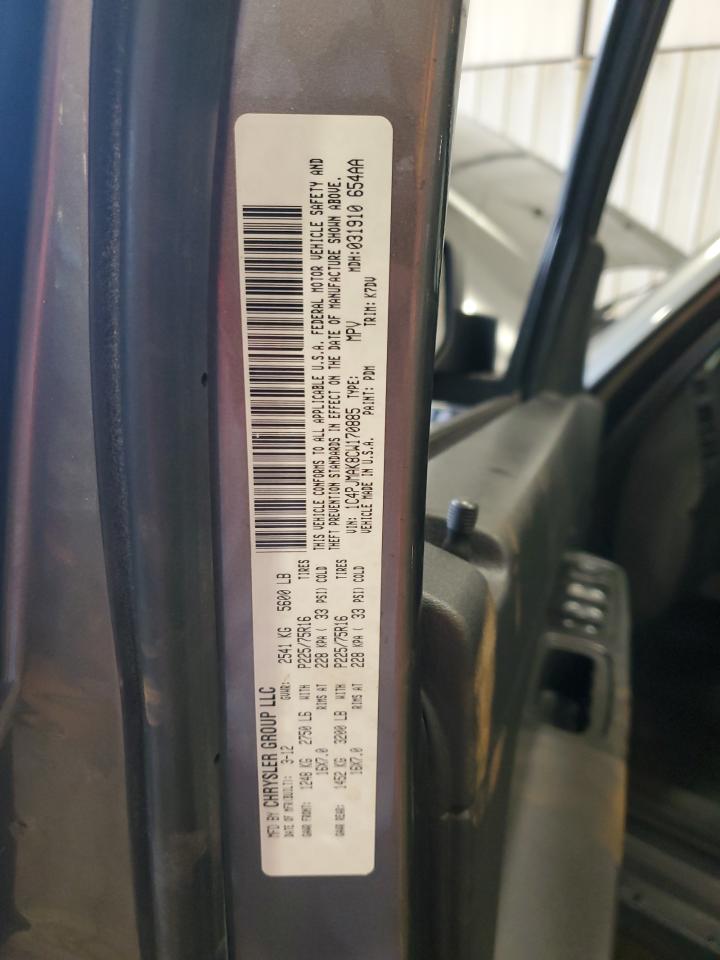 MFD BY CHRYSLER GROUP LLC
DATE OF MFR(BUILT): 3-12 GVWR: 2541 KG 5600 LB
GAWR FRONT: 1248 KG 2750 LB WITH P225/75R16 TIRES
16X7.0 RIMS AT 228 KPA ( 33 PSI) COLD
GAWR REAR: 1452 KG 3200 LB WITH P225/75R16 TIRES
16X7.0 RIMS AT 228 KPA ( 33 PSI) COLD
THIS VEHICLE CONFORMS TO ALL APPLICABLE U.S.A. FEDERAL MOTOR VEHICLE SAFETY AND
THEFT PREVENTION STANDARDS IN EFFECT ON THE DATE OF MANUFACTURE SHOWN ABOVE.
VIN: 1C4PJMAK8CW170885 TYPE: MPV MDH:031910 654AA
VEHICLE MADE IN U.S.A. PAINT: PDM TRIM: K7DV